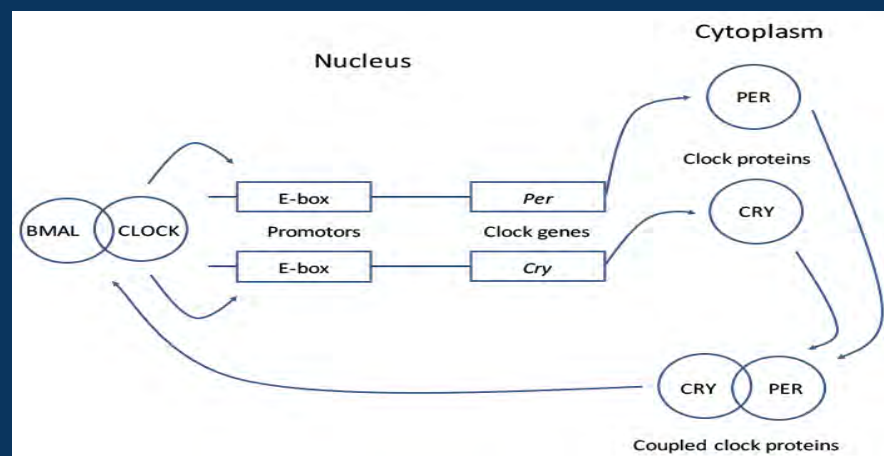 Cytoplasm
Nucleus
PER
Clock proteins
E-box
Per
CRY
BMAL
CLOCK
Promotors
Clock genes
E-box
Cry
CRY
PER
Coupled clock proteins